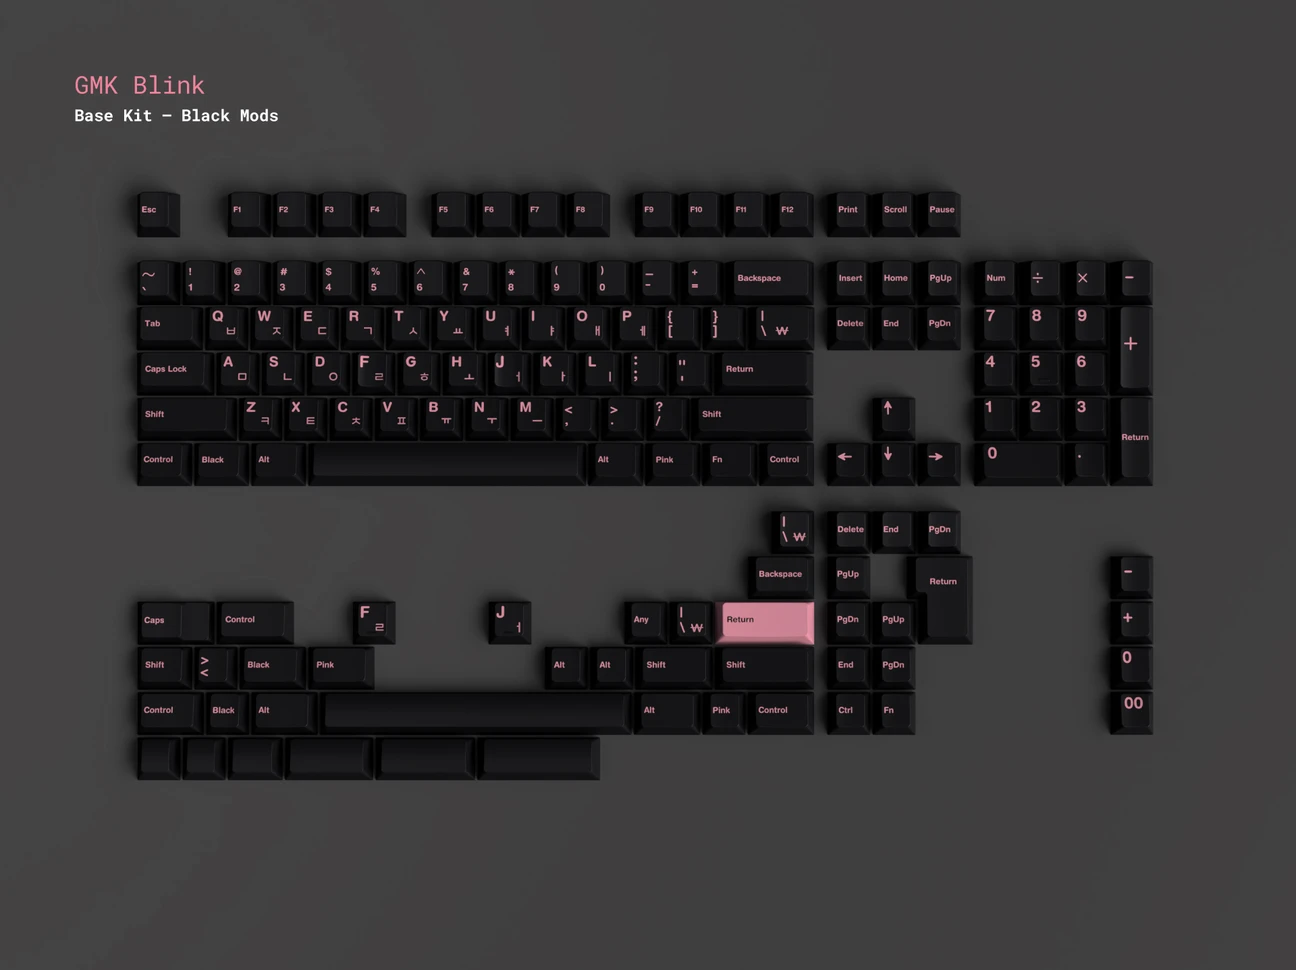 GMK Blink
Base Kit – Black Mods
Esc F1 F2 F3 F4 F5 F6 F7 F8 F9 F10 F11 F12 Print Scroll Pause
~ ! @ # $ % ^ & * ( ) — +
` 1 2 3 4 5 6 7 8 9 0 - = Backspace Insert Home PgUp Num ÷ × −
Tab Q ㅂ W ㅈ E ㄷ R ㄱ T ㅅ Y ㅛ U ㅕ I ㅑ O ㅐ P ㅔ { [ } ] | \ ₩ Delete End PgDn 7 8 9 +
Caps Lock A ㅁ S ㄴ D ㅇ F ㄹ G ㅎ H ㅗ J ㅓ K ㅏ L ㅣ : ; " ' Return 4 5 6
Shift Z ㅋ X ㅌ C ㅊ V ㅍ B ㅠ N ㅜ M ㅡ < , > . ? / Shift ↑ 1 2 3 Return
Control Black Alt Alt Pink Fn Control ← ↓ → 0 .
| \ ₩ Delete End PgDn
Backspace PgUp Return −
Caps Control F ㄹ J ㅓ Any | \ ₩ Return PgDn PgUp +
Shift > < Black Pink Alt Alt Shift Shift End PgDn 0
Control Black Alt Alt Pink Control Ctrl Fn 00